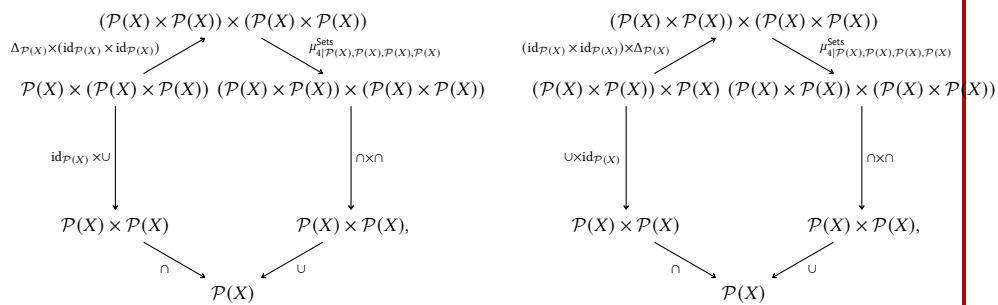 (𝒫(X) × 𝒫(X)) × (𝒫(X) × 𝒫(X))
Δ_{𝒫(X)}×(id_{𝒫(X)} × id_{𝒫(X)})
μ^{Sets}_{4|𝒫(X),𝒫(X),𝒫(X),𝒫(X)}
𝒫(X) × (𝒫(X) × 𝒫(X)) (𝒫(X) × 𝒫(X)) × (𝒫(X) × 𝒫(X))
id_{𝒫(X)} ×∪
∩×∩
𝒫(X) × 𝒫(X)
𝒫(X) × 𝒫(X),
∩
∪
𝒫(X)
(𝒫(X) × 𝒫(X)) × (𝒫(X) × 𝒫(X))
(id_{𝒫(X)} × id_{𝒫(X)})×Δ_{𝒫(X)}
μ^{Sets}_{4|𝒫(X),𝒫(X),𝒫(X),𝒫(X)}
(𝒫(X) × 𝒫(X)) × 𝒫(X) (𝒫(X) × 𝒫(X)) × (𝒫(X) × 𝒫(X))
∪×id_{𝒫(X)}
∩×∩
𝒫(X) × 𝒫(X)
𝒫(X) × 𝒫(X),
∩
∪
𝒫(X)